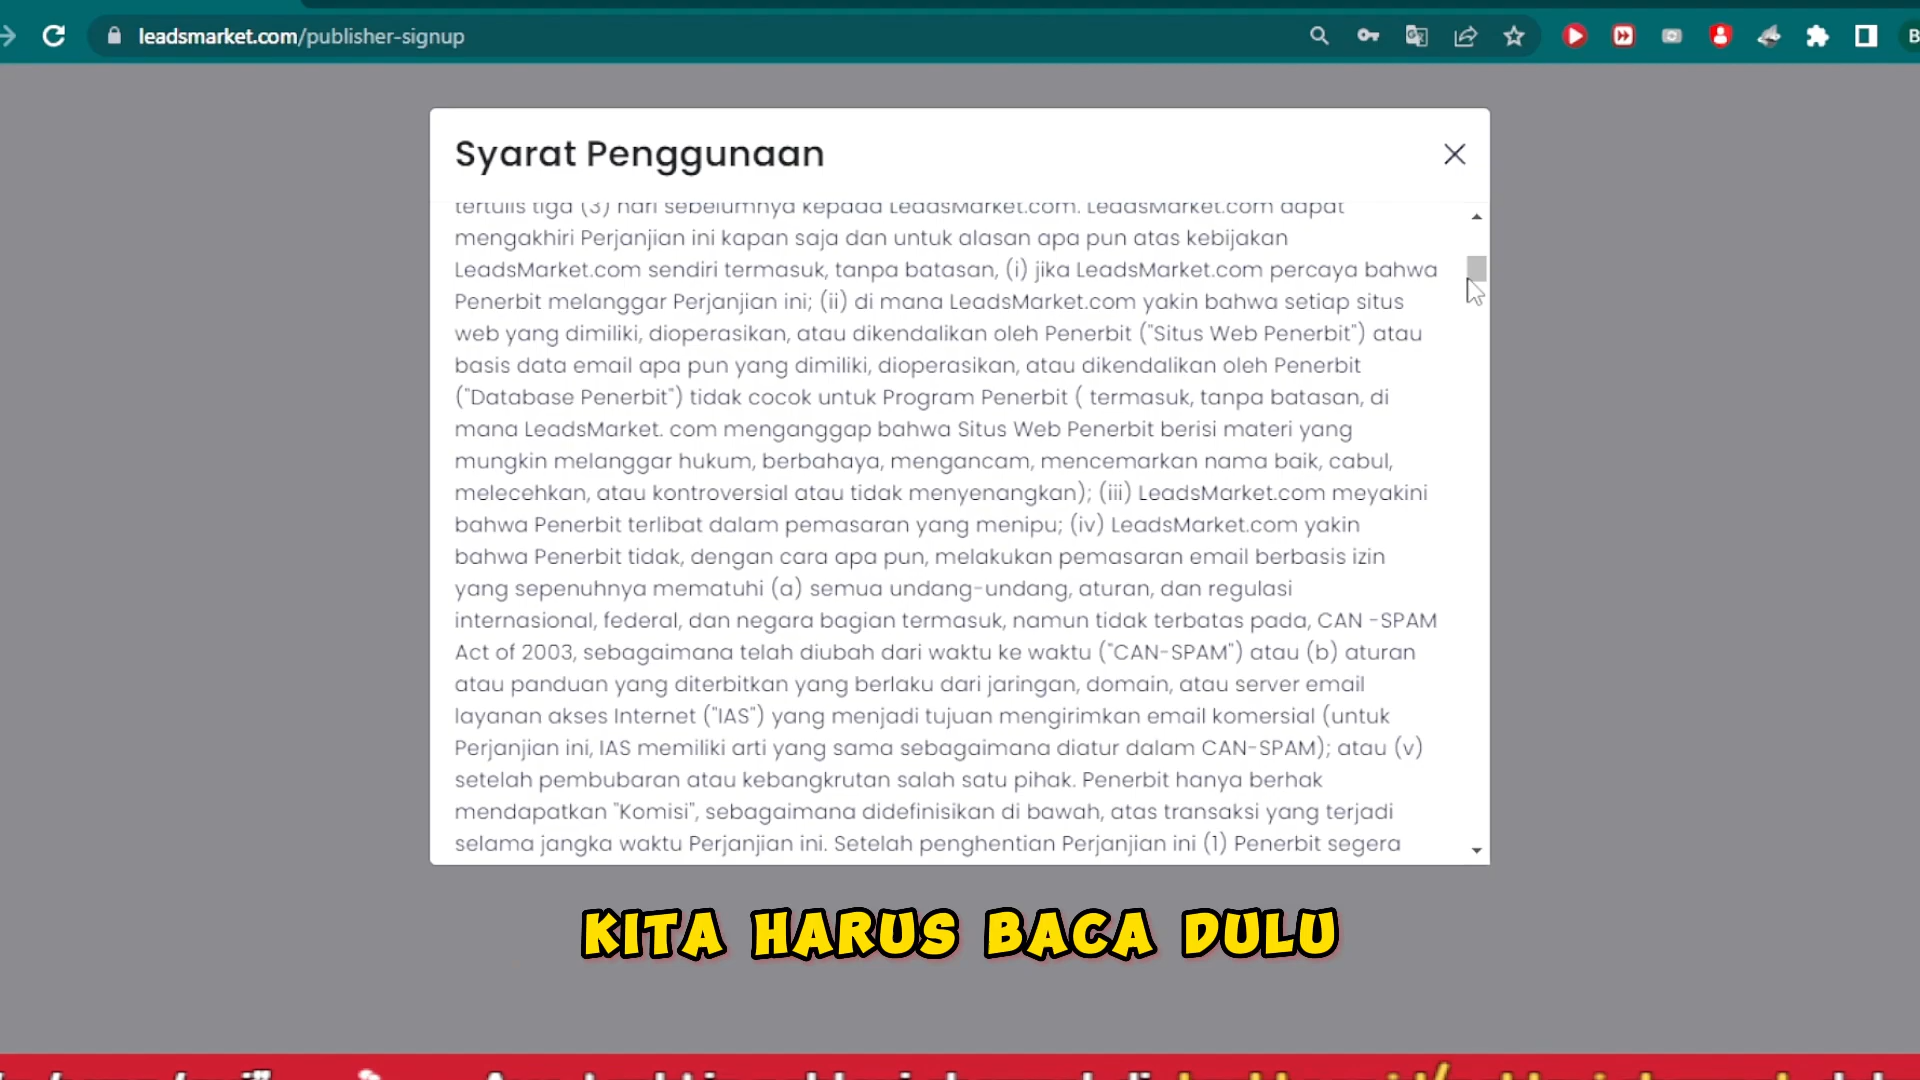 leadsmarket.com/publisher-signup
Syarat Penggunaan
tertulis tiga (3) hari sebelumnya kepada LeadsMarket.com. LeadsMarket.com dapat
mengakhiri Perjanjian ini kapan saja dan untuk alasan apa pun atas kebijakan
LeadsMarket.com sendiri termasuk, tanpa batasan, (i) jika LeadsMarket.com percaya bahwa
Penerbit melanggar Perjanjian ini; (ii) di mana LeadsMarket.com yakin bahwa setiap situs
web yang dimiliki, dioperasikan, atau dikendalikan oleh Penerbit ("Situs Web Penerbit") atau
basis data email apa pun yang dimiliki, dioperasikan, atau dikendalikan oleh Penerbit
("Database Penerbit") tidak cocok untuk Program Penerbit ( termasuk, tanpa batasan, di
mana LeadsMarket. com menganggap bahwa Situs Web Penerbit berisi materi yang
mungkin melanggar hukum, berbahaya, mengancam, mencemarkan nama baik, cabul,
melecehkan, atau kontroversial atau tidak menyenangkan); (iii) LeadsMarket.com meyakini
bahwa Penerbit terlibat dalam pemasaran yang menipu; (iv) LeadsMarket.com yakin
bahwa Penerbit tidak, dengan cara apa pun, melakukan pemasaran email berbasis izin
yang sepenuhnya mematuhi (a) semua undang-undang, aturan, dan regulasi
internasional, federal, dan negara bagian termasuk, namun tidak terbatas pada, CAN -SPAM
Act of 2003, sebagaimana telah diubah dari waktu ke waktu ("CAN-SPAM") atau (b) aturan
atau panduan yang diterbitkan yang berlaku dari jaringan, domain, atau server email
layanan akses Internet ("IAS") yang menjadi tujuan mengirimkan email komersial (untuk
Perjanjian ini, IAS memiliki arti yang sama sebagaimana diatur dalam CAN-SPAM); atau (v)
setelah pembubaran atau kebangkrutan salah satu pihak. Penerbit hanya berhak
mendapatkan "Komisi", sebagaimana didefinisikan di bawah, atas transaksi yang terjadi
selama jangka waktu Perjanjian ini. Setelah penghentian Perjanjian ini (1) Penerbit segera
KITA HARUS BACA DULU